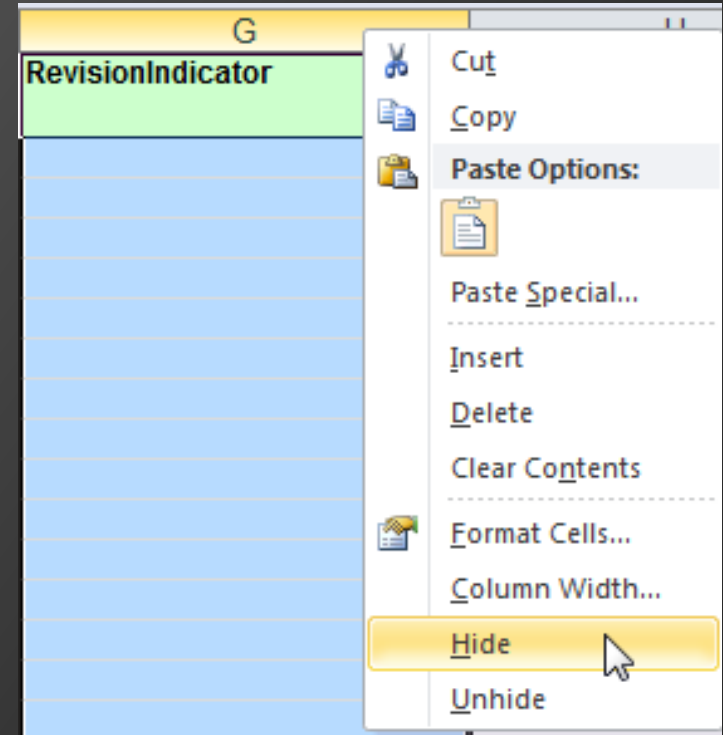 G
RevisionIndicator
Cut
Copy
Paste Options:
Paste Special...
Insert
Delete
Clear Contents
Format Cells...
Column Width...
Hide
Unhide